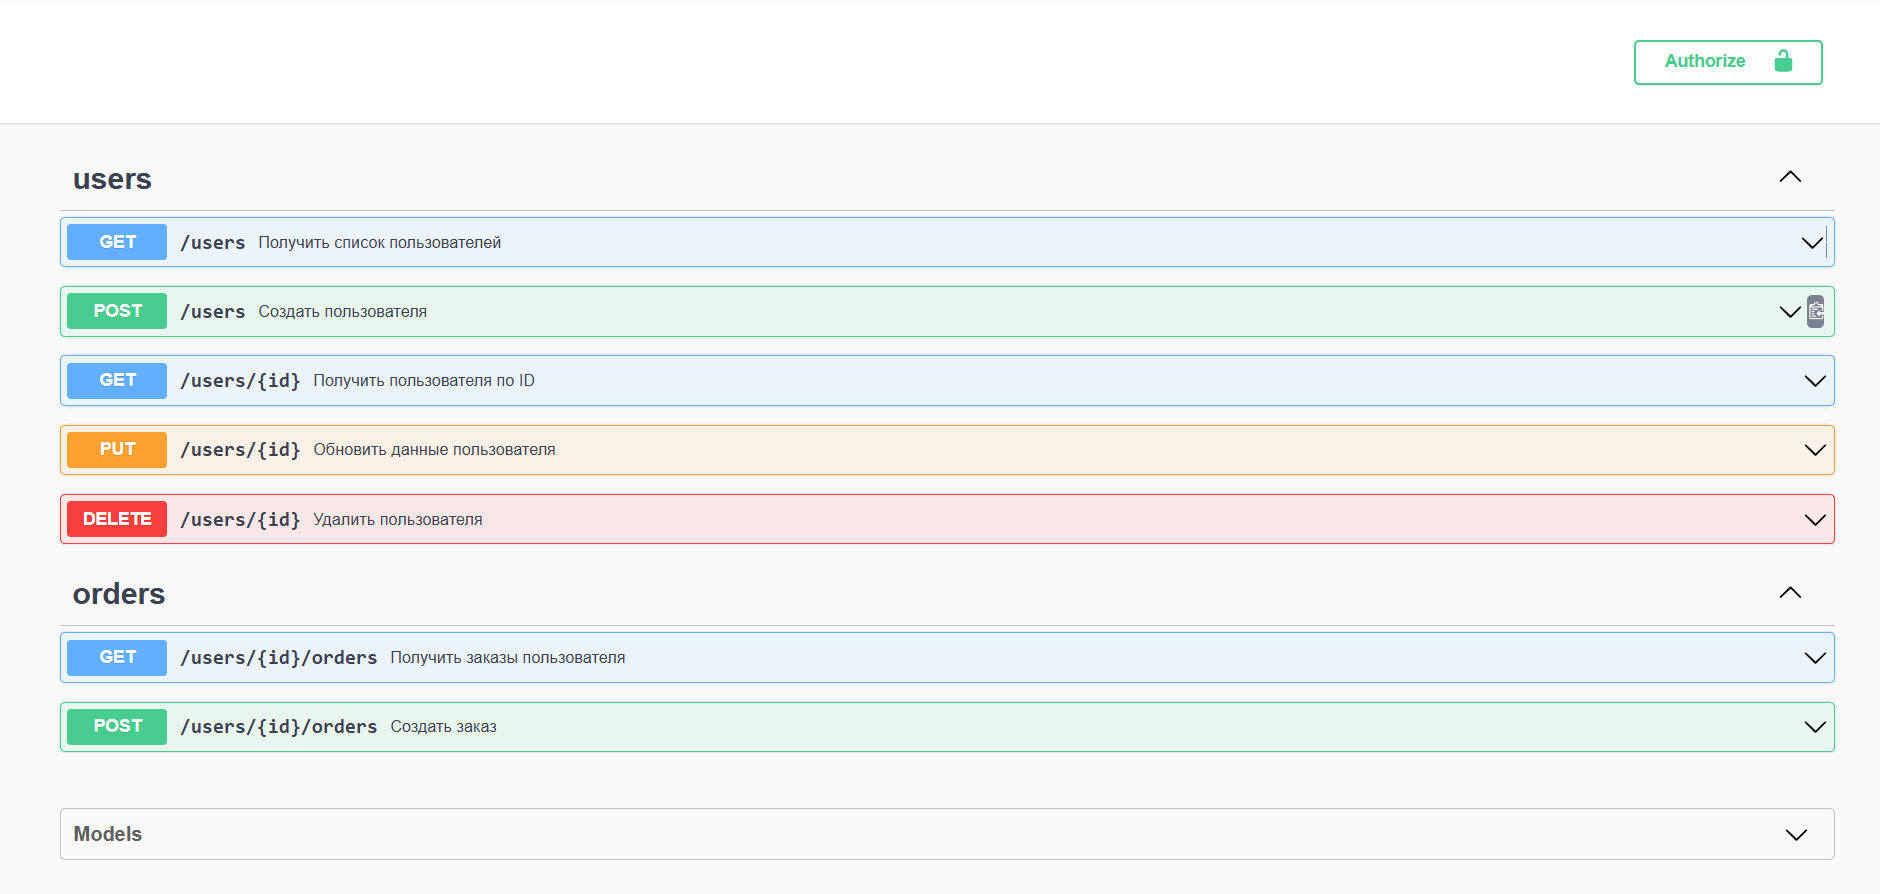 Authorize
users
GET /users Получить список пользователей
POST /users Создать пользователя
GET /users/{id} Получить пользователя по ID
PUT /users/{id} Обновить данные пользователя
DELETE /users/{id} Удалить пользователя
orders
GET /users/{id}/orders Получить заказы пользователя
POST /users/{id}/orders Создать заказ
Models